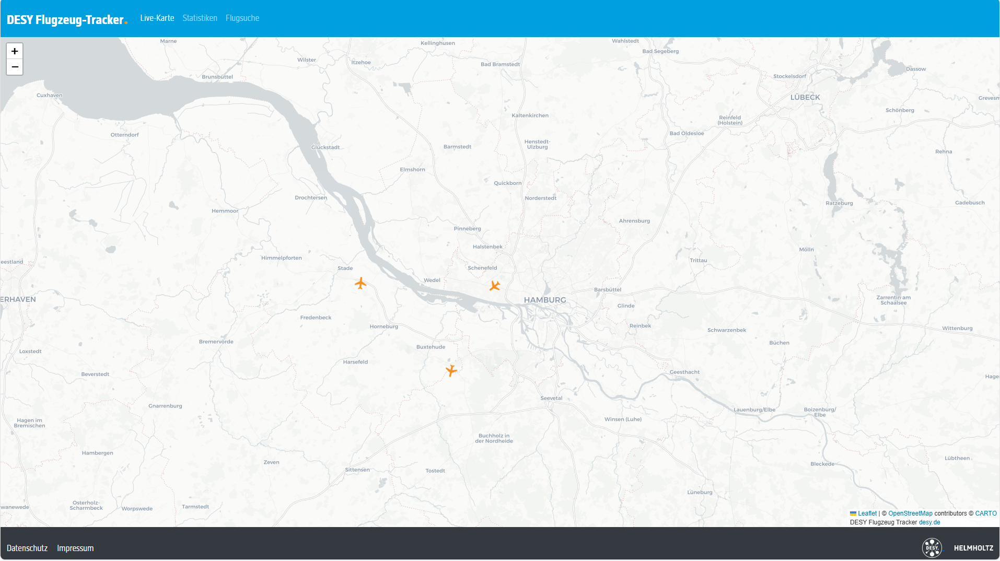 DESY Flugzeug-Tracker.
Live-Karte
Statistiken
Flugsuche
+
−
Marne
Kellinghusen
Wahlstedt
Bad Segeberg
Wilster
Itzehoe
Bad Bramstedt
Dassow
Brunsbüttel
Stockelsdorf
Cuxhaven
LÜBECK
Grevesm
Schönberg
Kaltenkirchen
Reinfeld
(Holstein)
Otterndorf
Bad Oldesloe
Glückstadt
Barmstedt
Henstedt-
Ulzburg
Rehna
Elmshorn
Quickborn
Drochtersen
Norderstedt
Ratzeburg
Gadebusch
Hemmoor
Ahrensburg
Pinneberg
Halstenbek
Mölln
Himmelpforten
eestland
Trittau
Stade
Schenefeld
Wedel
Barsbüttel
ERHAVEN
HAMBURG
Zarrentin am
Schaalsee
Glinde
Fredenbeck
Horneburg
Reinbek
Schwarzenbek
Wittenburg
Bremervörde
Büchen
Buxtehude
Loxstedt
Harsefeld
Beverstedt
Geesthacht
Hage
Seevetal
Gnarrenburg
Lauenburg/Elbe
Boizenburg/
Elbe
Hagen im
Bremischen
Winsen (Luhe)
Buchholz in
der Nordheide
Hambergen
Lübtheen
Zeven
Bleckede
Sittensen
Tostedt
Lüneburg
wanewede
Osterholz-
Scharmbeck
Worpswede
Tarmstedt
Leaflet | © OpenStreetMap contributors © CARTO
DESY Flugzeug Tracker desy.de
Datenschutz
Impressum
DESY.
HELMHOLTZ